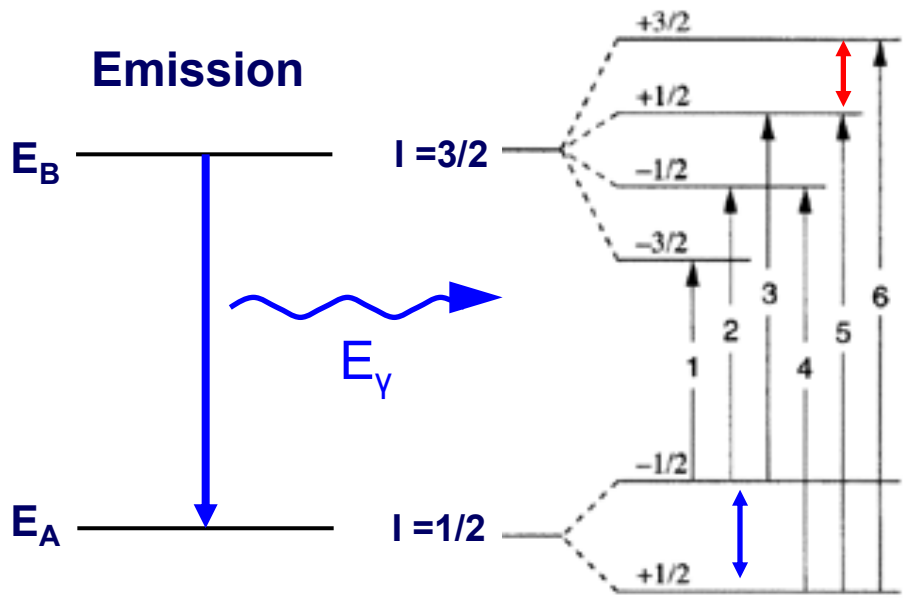 Emission
E_B
E_A
E_γ
I =3/2
+3/2
+1/2
−1/2
−3/2
1
2
3
4
5
6
I =1/2
−1/2
+1/2